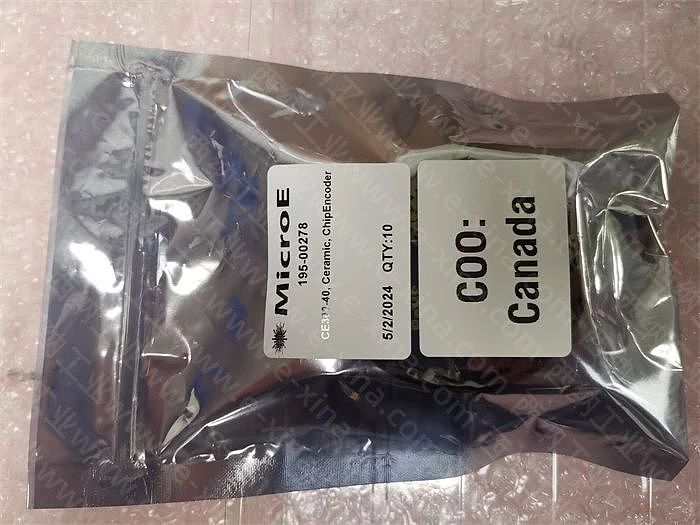 MicroE
195-00278
Ceramic, ChipEncoder
5/2/2024 QTY:10
COO:
Canada